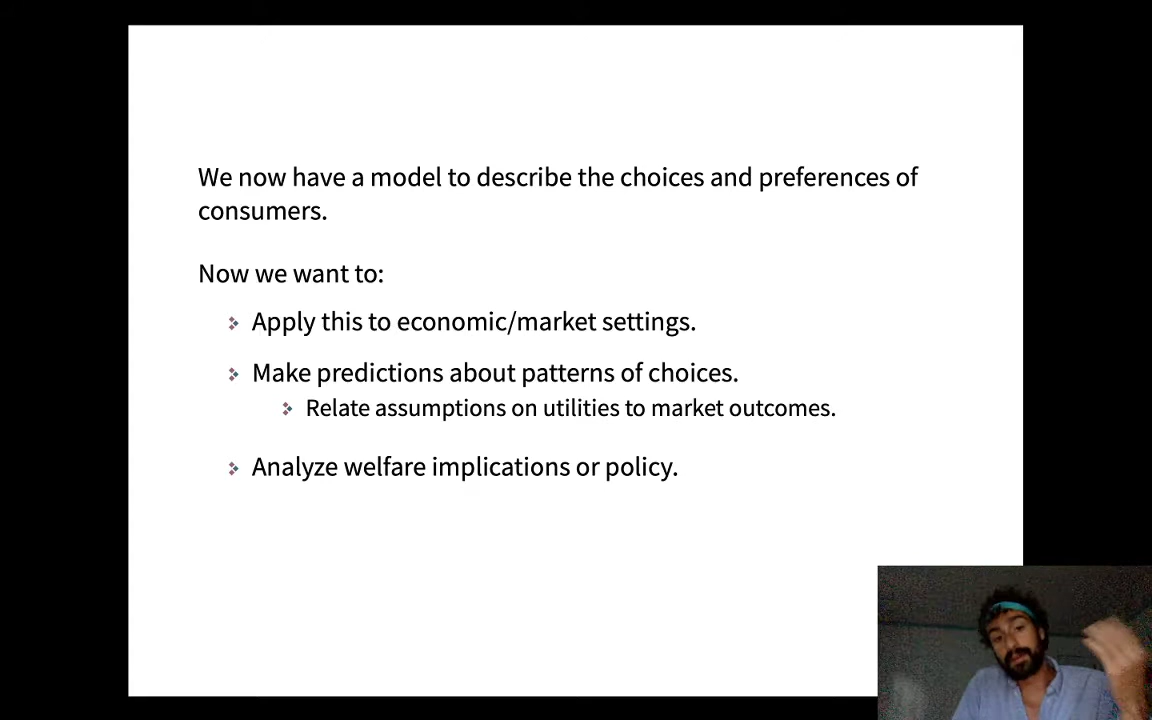 We now have a model to describe the choices and preferences of
consumers.
Now we want to:
Apply this to economic/market settings.
Make predictions about patterns of choices.
Relate assumptions on utilities to market outcomes.
Analyze welfare implications or policy.